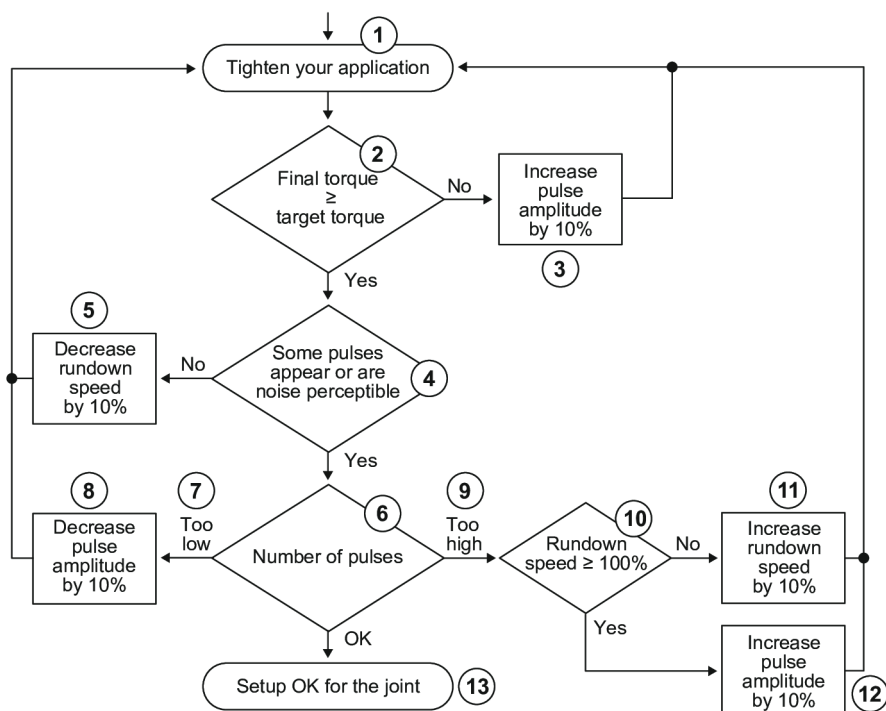 1
Tighten your application
2
Final torque
≥
target torque
No
Increase
pulse
amplitude
by 10%
3
Yes
5
Decrease
rundown
speed
by 10%
No
Some pulses
appear or are
noise perceptible
4
Yes
8
Decrease
pulse
amplitude
by 10%
7
Too
low
6
Number of pulses
9
Too
high
10
Rundown
speed ≥ 100%
No
11
Increase
rundown
speed
by 10%
Yes
Increase
pulse
amplitude
by 10%
12
OK
Setup OK for the joint
13